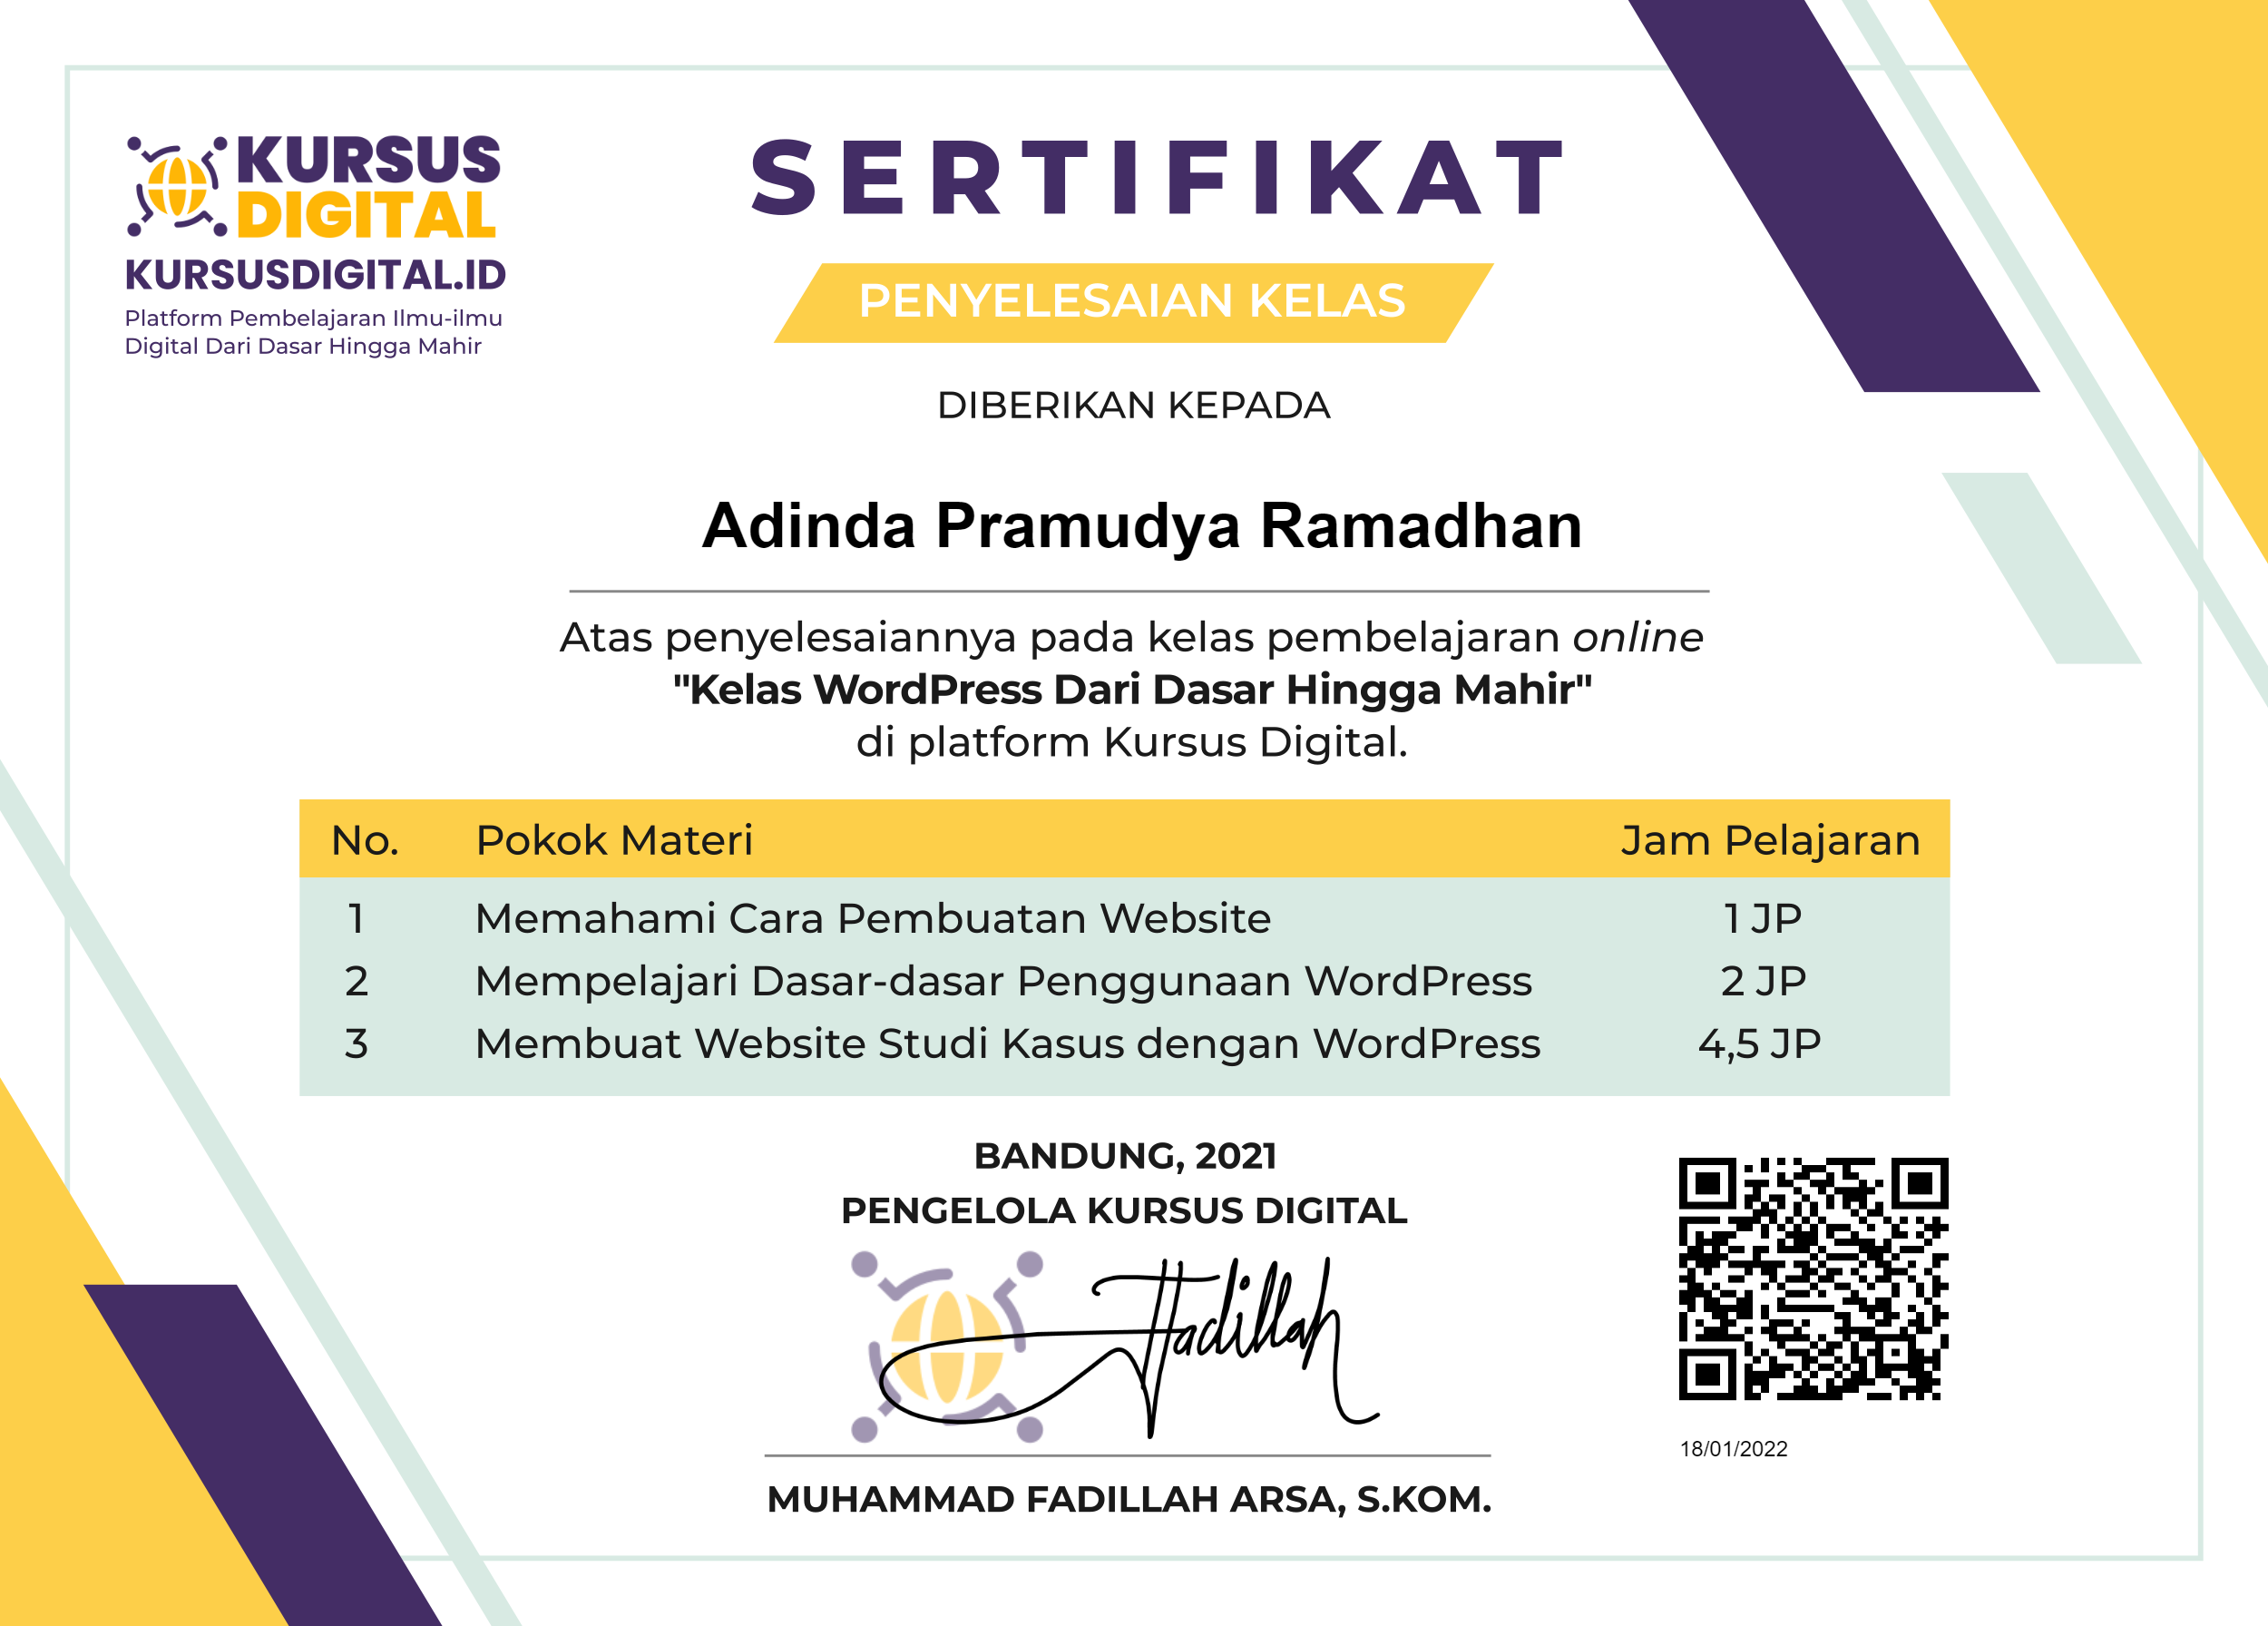 KURSUS
DIGITAL
KURSUSDIGITAL.ID
Platform Pembelajaran Ilmu-ilmu
Digital Dari Dasar Hingga Mahir
SERTIFIKAT
PENYELESAIAN KELAS
DIBERIKAN KEPADA
Adinda Pramudya Ramadhan
Atas penyelesaiannya pada kelas pembelajaran online
"Kelas WordPress Dari Dasar Hingga Mahir"
di platform Kursus Digital.
No. Pokok Materi Jam Pelajaran
1 Memahami Cara Pembuatan Website 1 JP
2 Mempelajari Dasar-dasar Penggunaan WordPress 2 JP
3 Membuat Website Studi Kasus dengan WordPress 4,5 JP
BANDUNG, 2021
PENGELOLA KURSUS DIGITAL
Fadillah
MUHAMMAD FADILLAH ARSA, S.KOM.
18/01/2022